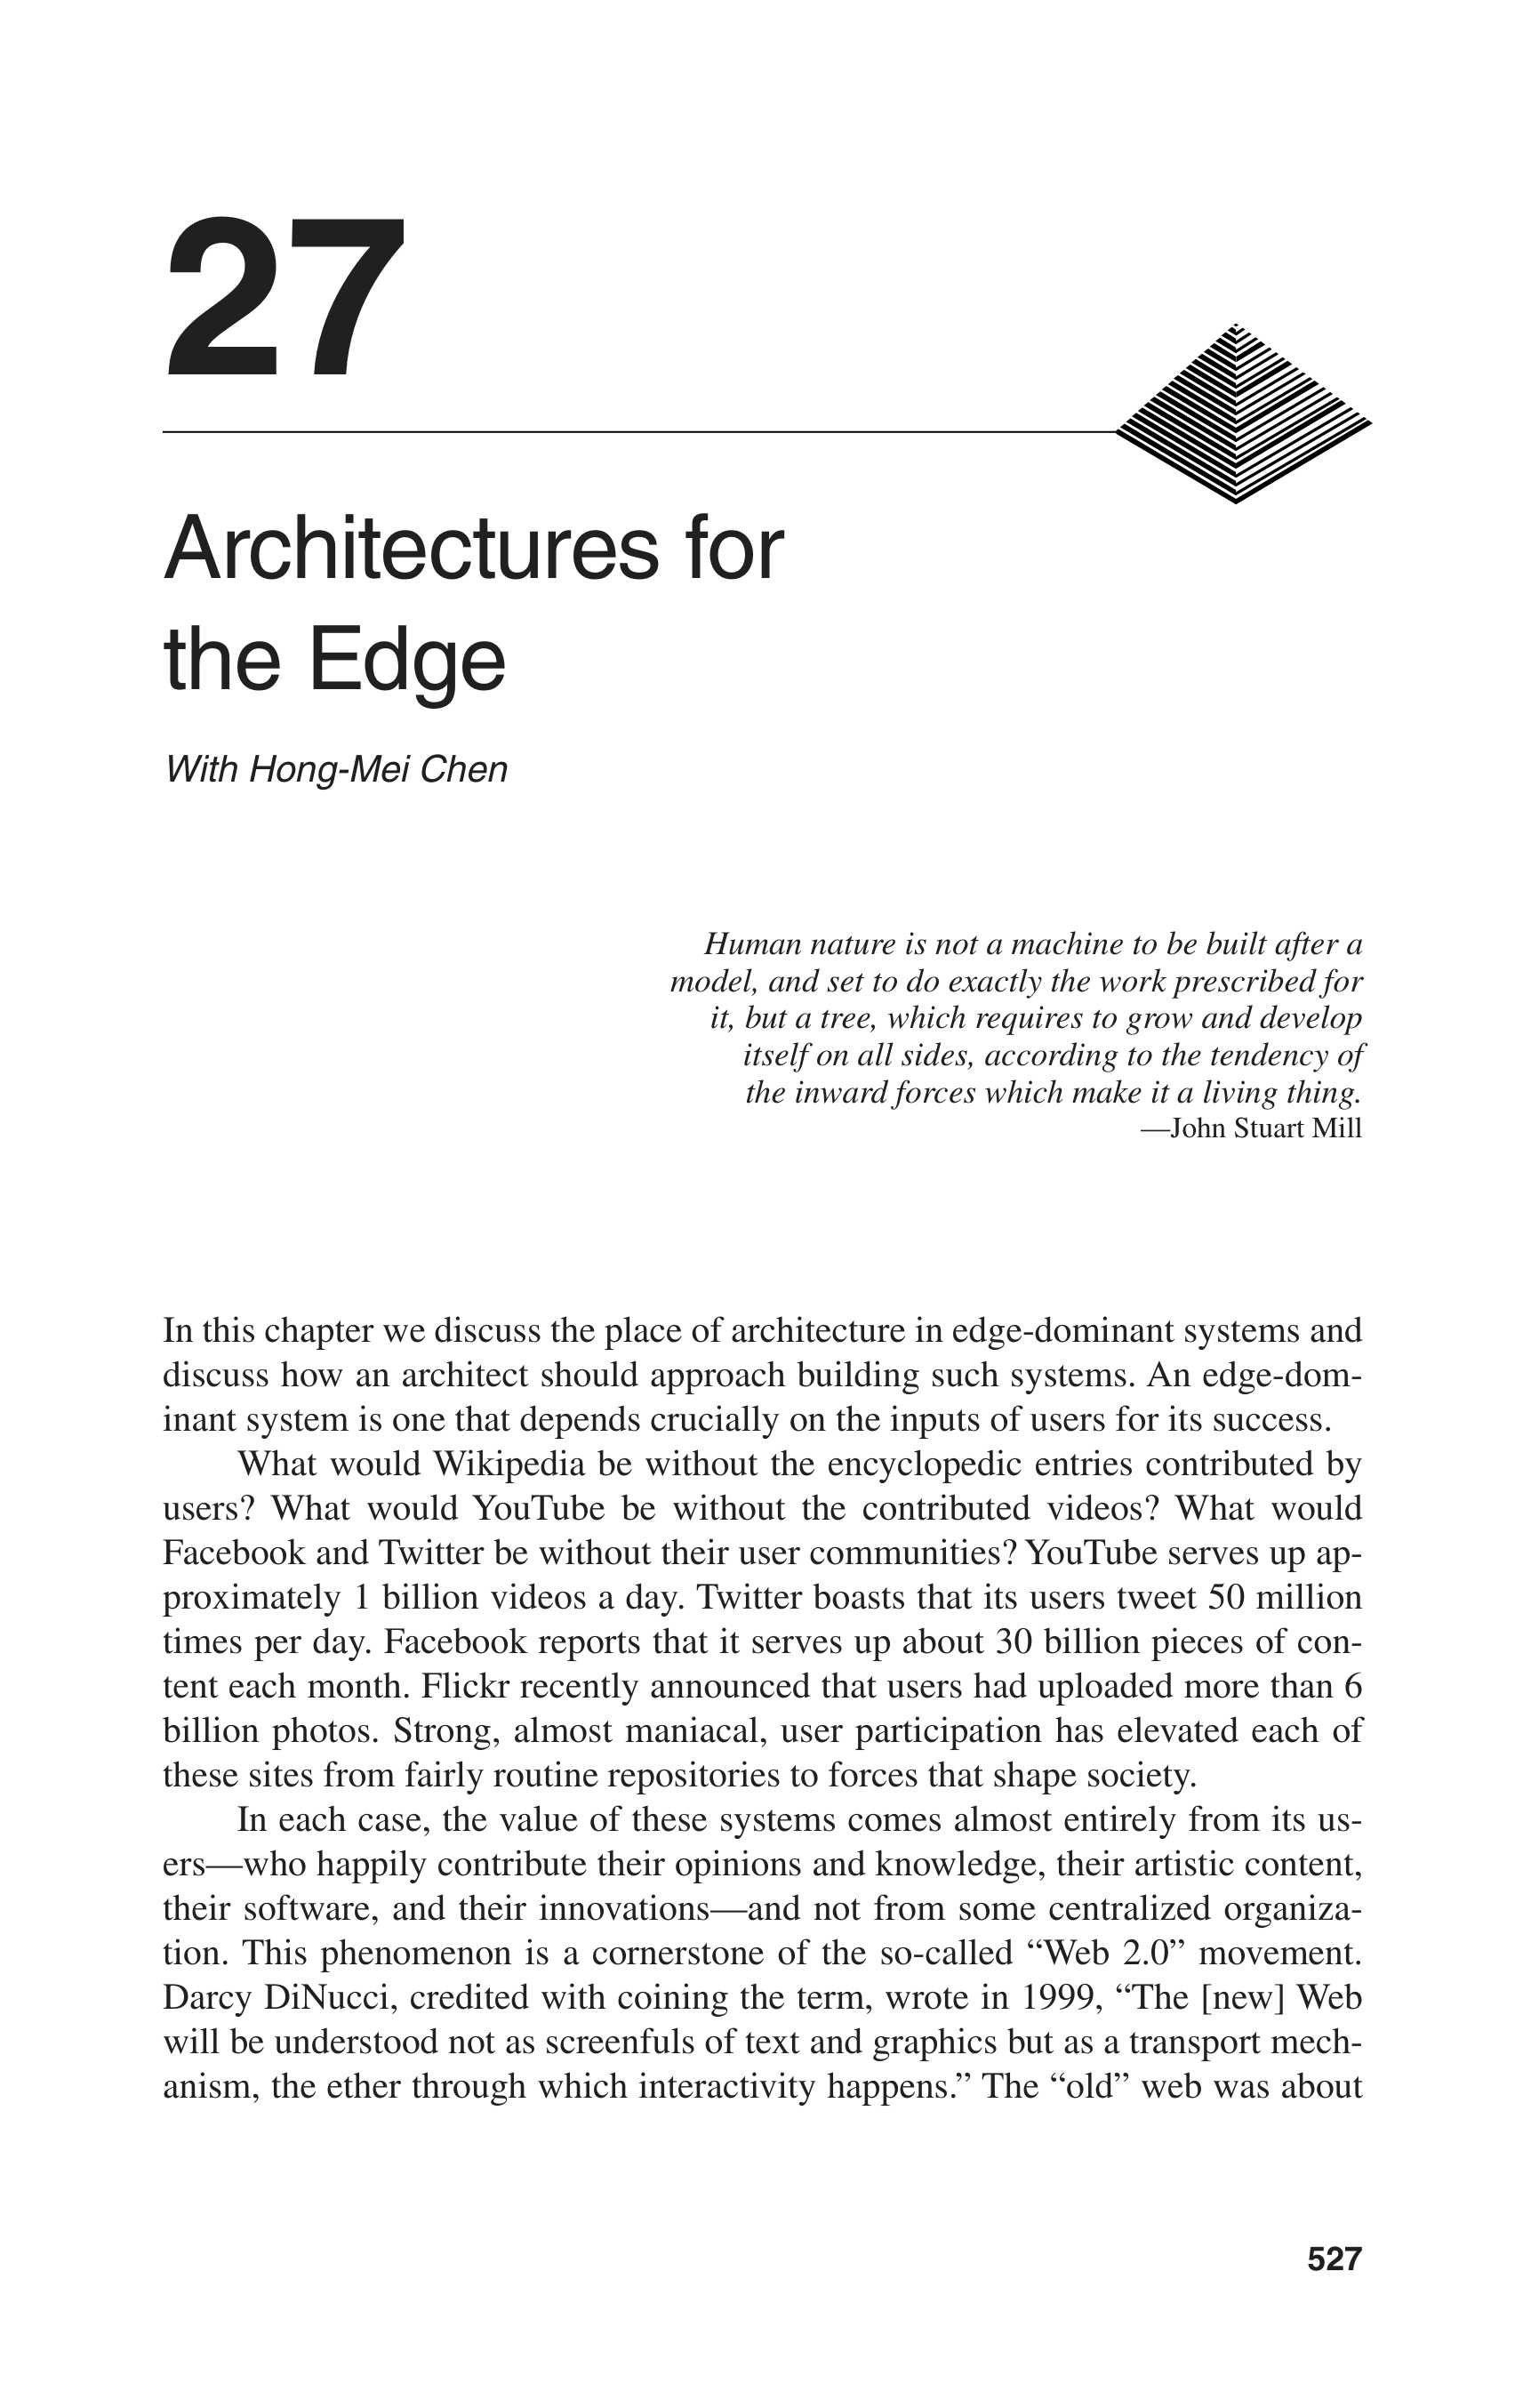 27
Architectures for
the Edge
With Hong-Mei Chen
Human nature is not a machine to be built after a
model, and set to do exactly the work prescribed for
it, but a tree, which requires to grow and develop
itself on all sides, according to the tendency of
the inward forces which make it a living thing.
—John Stuart Mill
In this chapter we discuss the place of architecture in edge-dominant systems and
discuss how an architect should approach building such systems. An edge-dom-
inant system is one that depends crucially on the inputs of users for its success.
What would Wikipedia be without the encyclopedic entries contributed by
users? What would YouTube be without the contributed videos? What would
Facebook and Twitter be without their user communities? YouTube serves up ap-
proximately 1 billion videos a day. Twitter boasts that its users tweet 50 million
times per day. Facebook reports that it serves up about 30 billion pieces of con-
tent each month. Flickr recently announced that users had uploaded more than 6
billion photos. Strong, almost maniacal, user participation has elevated each of
these sites from fairly routine repositories to forces that shape society.
In each case, the value of these systems comes almost entirely from its us-
ers—who happily contribute their opinions and knowledge, their artistic content,
their software, and their innovations—and not from some centralized organiza-
tion. This phenomenon is a cornerstone of the so-called “Web 2.0” movement.
Darcy DiNucci, credited with coining the term, wrote in 1999, “The [new] Web
will be understood not as screenfuls of text and graphics but as a transport mech-
anism, the ether through which interactivity happens.” The “old” web was about
527